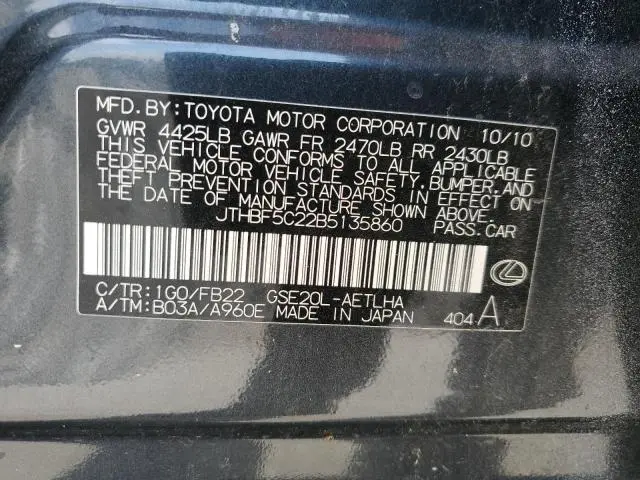 MFD. BY: TOYOTA MOTOR CORPORATION 10/10
GVWR 4425LB GAWR FR 2470LB RR 2430LB
THIS VEHICLE CONFORMS TO ALL APPLICABLE
FEDERAL MOTOR VEHICLE SAFETY, BUMPER, AND
THEFT PREVENTION STANDARDS IN EFFECT ON
THE DATE OF MANUFACTURE SHOWN ABOVE.
JTHBF5C22B5135860 PASS. CAR
C/TR: 1G0/FB22 GSE20L-AETLHA
A/TM: B03A/A960E MADE IN JAPAN 404 A